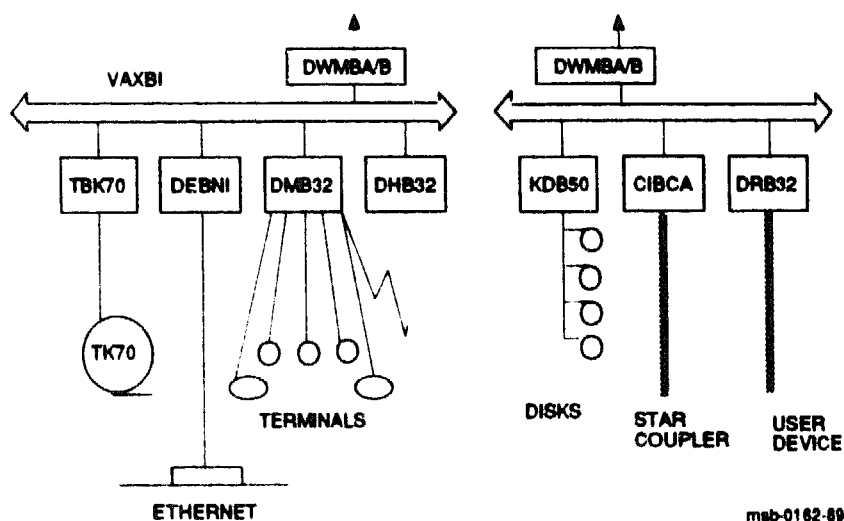 DWMBA/B
DWMBA/B
VAXBI
TBK70
DEBNI
DMB32
DHB32
KDB50
CIBCA
DRB32
TK70
TERMINALS
DISKS
STAR
COUPLER
USER
DEVICE
ETHERNET
msb-0162-89